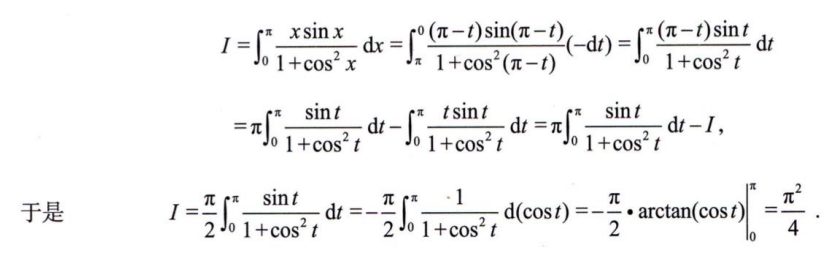 I = ∫₀^π (x sin x)/(1+cos² x) dx = ∫_π^0 ((π−t)sin(π−t))/(1+cos²(π−t)) (−dt) = ∫₀^π ((π−t)sin t)/(1+cos² t) dt
= π∫₀^π (sin t)/(1+cos² t) dt − ∫₀^π (t sin t)/(1+cos² t) dt = π∫₀^π (sin t)/(1+cos² t) dt − I,
于是 I = π/2 ∫₀^π (sin t)/(1+cos² t) dt = −π/2 ∫₀^π 1/(1+cos² t) d(cos t) = −π/2 • arctan(cos t)|₀^π = π²/4 .